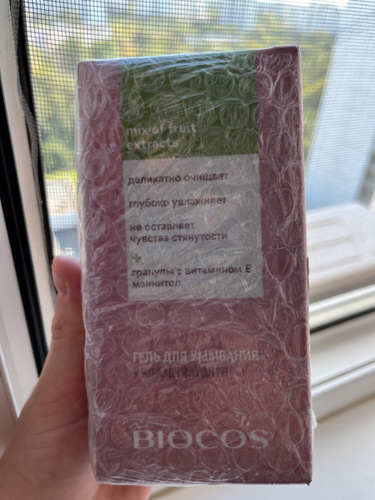 mix of fruit
extracts
деликатно очищает
глубоко увлажняет
не оставляет
чувства стянутости
+
гранулы с витамином Е
маннитол
ГЕЛЬ ДЛЯ УМЫВАНИЯ
BIOCOS